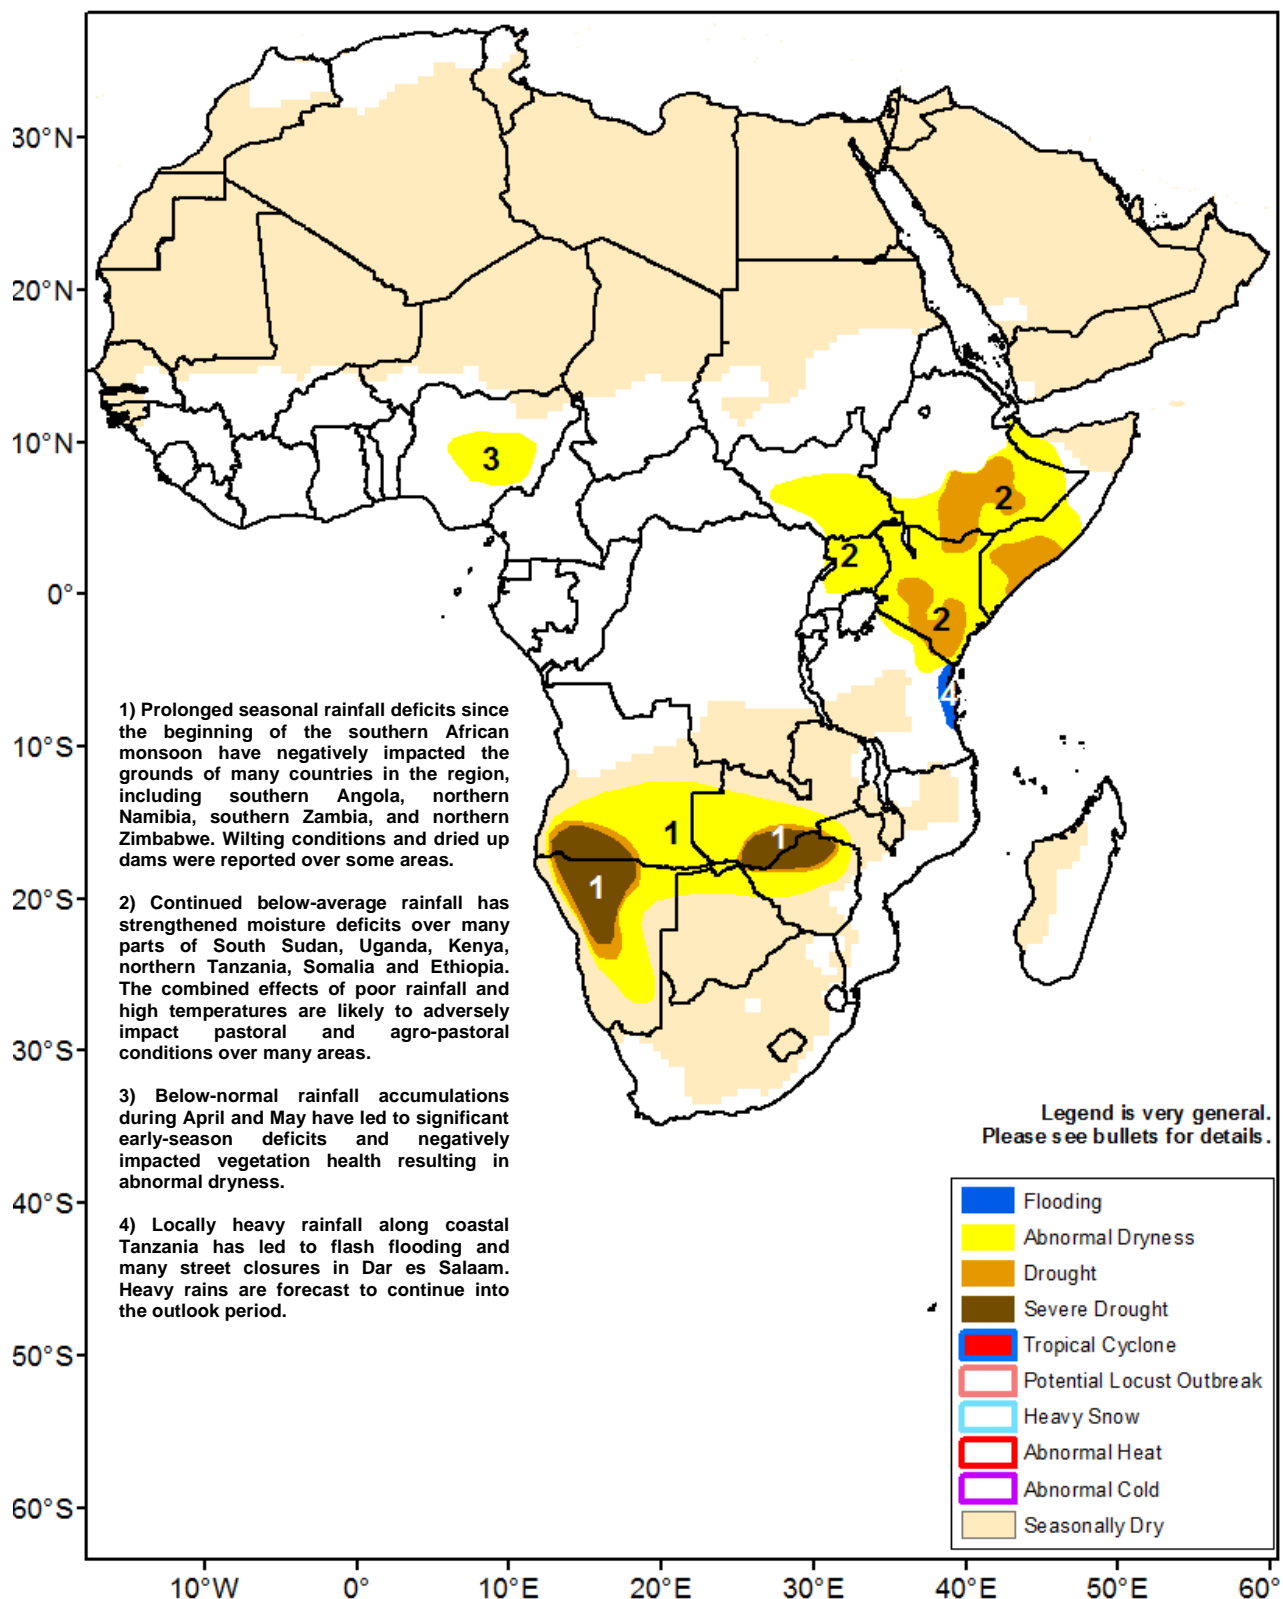 30°N
20°N
10°N
0°
10°S
20°S
30°S
40°S
50°S
60°S
3
2
2
2
4
1
1
1
1) Prolonged seasonal rainfall deficits since
the beginning of the southern African
monsoon have negatively impacted the
grounds of many countries in the region,
including southern Angola, northern
Namibia, southern Zambia, and northern
Zimbabwe. Wilting conditions and dried up
dams were reported over some areas.
2) Continued below-average rainfall has
strengthened moisture deficits over many
parts of South Sudan, Uganda, Kenya,
northern Tanzania, Somalia and Ethiopia.
The combined effects of poor rainfall and
high temperatures are likely to adversely
impact pastoral and agro-pastoral
conditions over many areas.
3) Below-normal rainfall accumulations
during April and May have led to significant
early-season deficits and negatively
impacted vegetation health resulting in
abnormal dryness.
4) Locally heavy rainfall along coastal
Tanzania has led to flash flooding and
many street closures in Dar es Salaam.
Heavy rains are forecast to continue into
the outlook period.
Legend is very general.
Please see bullets for details.
Flooding
Abnormal Dryness
Drought
Severe Drought
Tropical Cyclone
Potential Locust Outbreak
Heavy Snow
Abnormal Heat
Abnormal Cold
Seasonally Dry
10°W
0°
10°E
20°E
30°E
40°E
50°E
60°